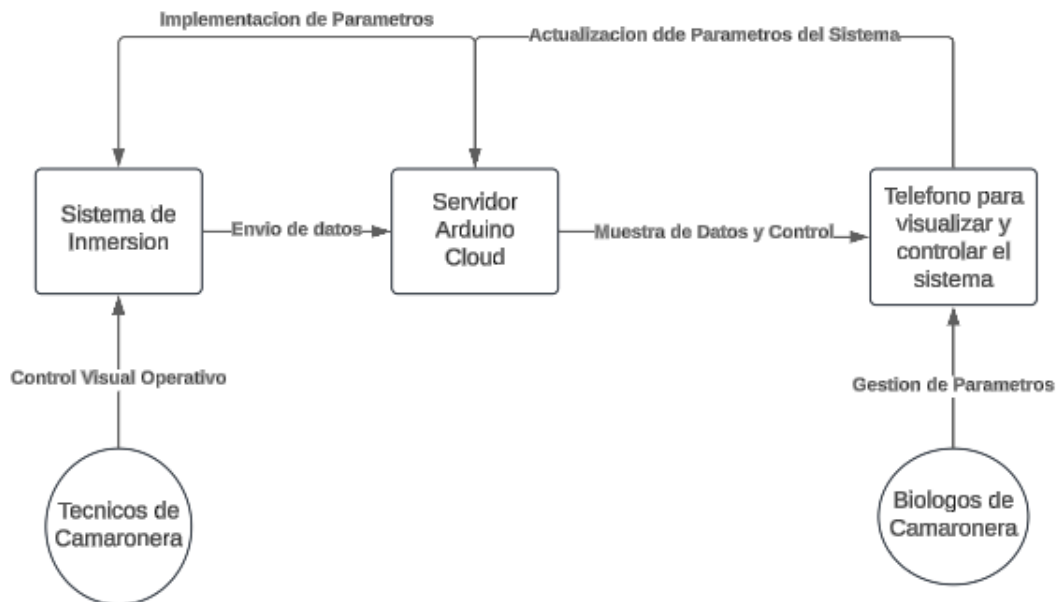 Implementacion de Parametros
Actualizacion dde Parametros del Sistema
Sistema de
Inmersion
Envio de datos
Servidor
Arduino
Cloud
Muestra de Datos y Control
Telefono para
visualizar y
controlar el
sistema
Control Visual Operativo
Gestion de Parametros
Tecnicos de
Camaronera
Biologos de
Camaronera